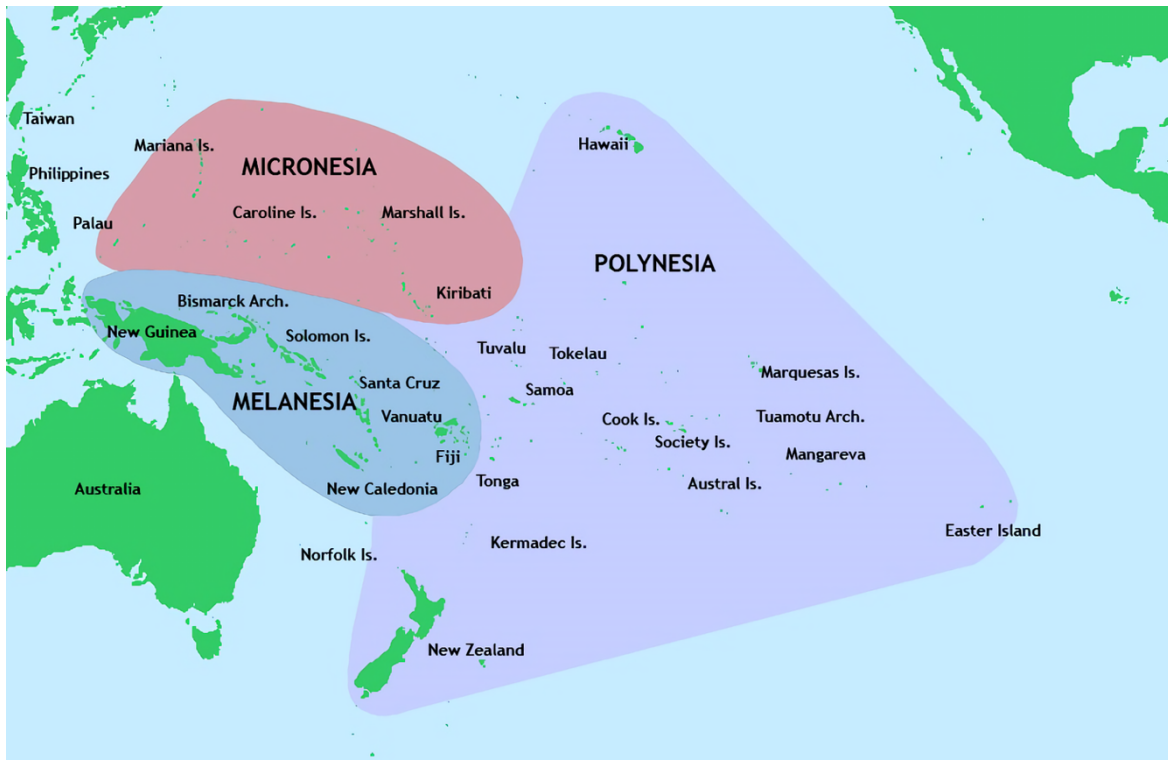 Taiwan
Mariana Is.
Hawaii
MICRONESIA
Philippines
Caroline Is.
Marshall Is.
Palau
POLYNESIA
Kiribati
Bismarck Arch.
New Guinea
Solomon Is.
Tuvalu
Tokelau
Marquesas Is.
Santa Cruz
Samoa
MELANESIA
Vanuatu
Cook Is.
Tuamotu Arch.
Society Is.
Fiji
Mangareva
Tonga
Austral Is.
Australia
New Caledonia
Easter Island
Kermadec Is.
Norfolk Is.
New Zealand